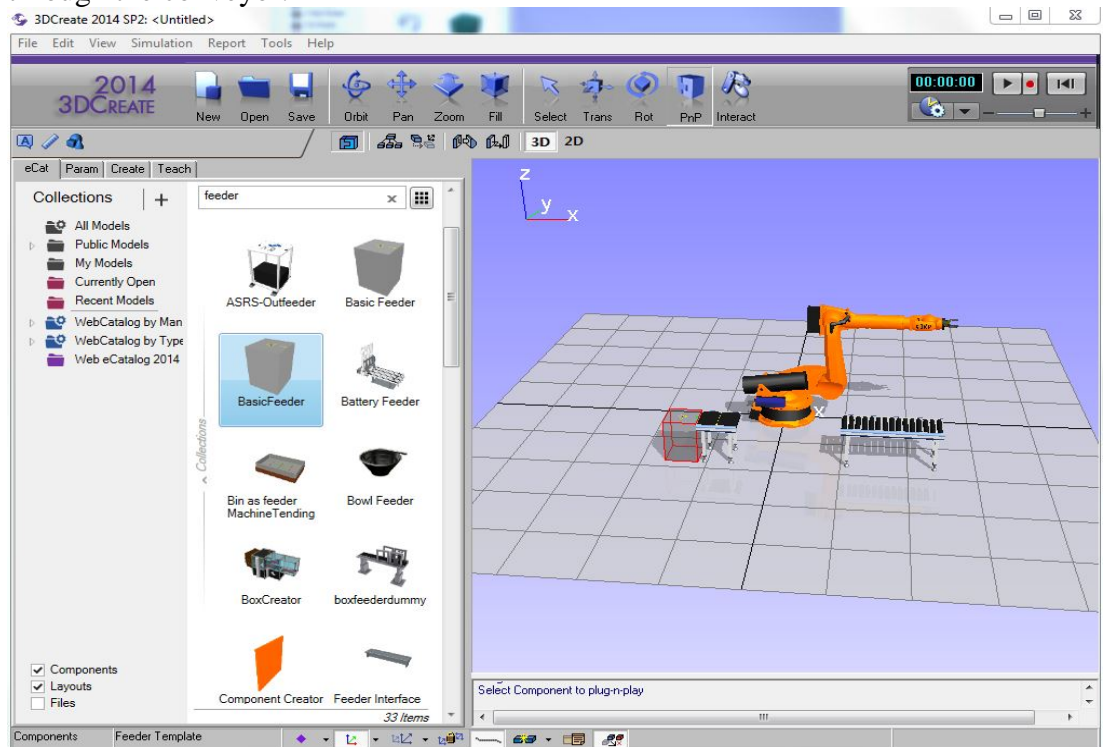 3DCreate 2014 SP2: <Untitled>
File Edit View Simulation Report Tools Help
2014
3DCREATE
New Open Save Orbit Pan Zoom Fill Select Trans Rot PnP Interact
00:00:00
3D 2D
eCat Param Create Teach
Collections
feeder
All Models
Public Models
My Models
Currently Open
Recent Models
WebCatalog by Man
WebCatalog by Type
Web eCatalog 2014
ASRS-Outfeeder Basic Feeder
BasicFeeder Battery Feeder
Collections
Bin as feeder
MachineTending
Bowl Feeder
BoxCreator boxfeederdummy
Component Creator Feeder Interface
33 Items
Components
Layouts
Files
z
y
x
x
Select Component to plug-n-play
Components Feeder Template